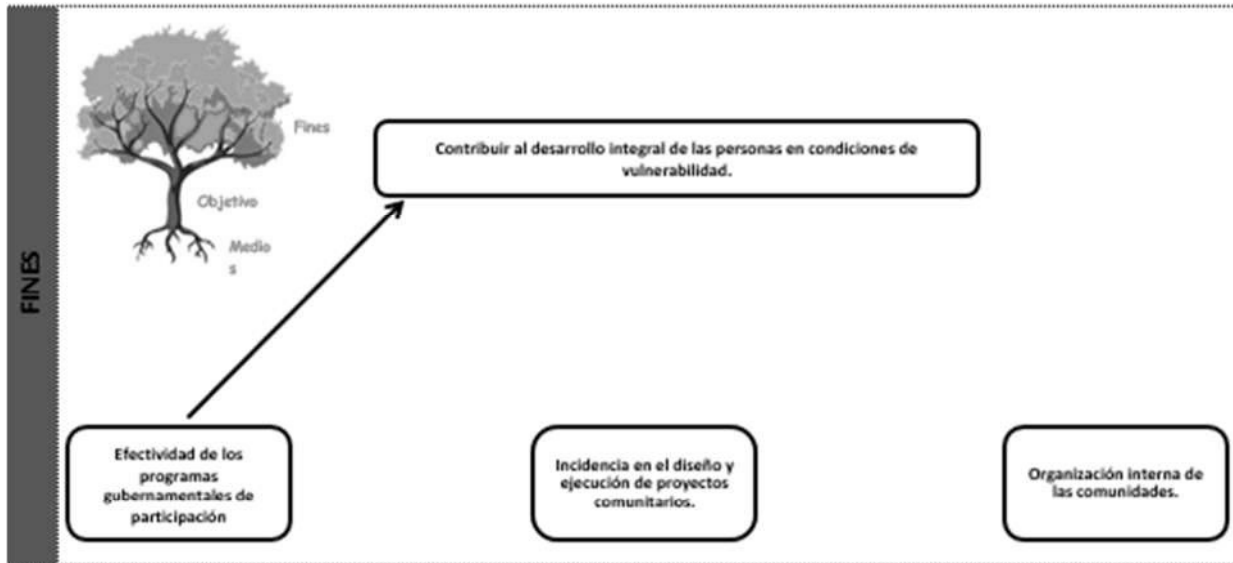 FINES
Fines
Objetivo
Medio
s
Contribuir al desarrollo integral de las personas en condiciones de
vulnerabilidad.
Efectividad de los
programas
gubernamentales de
participación
Incidencia en el diseño y
ejecución de proyectos
comunitarios.
Organización interna de
las comunidades.